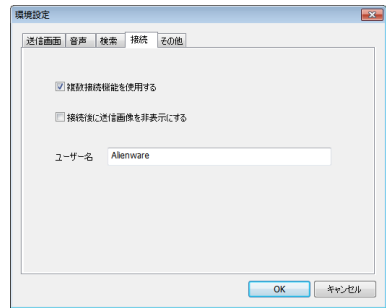 環境設定
送信画面 音声 検索 接続 その他
複数接続機能を使用する
接続後に送信画像を非表示にする
ユーザー名 Alienware
OK キャンセル